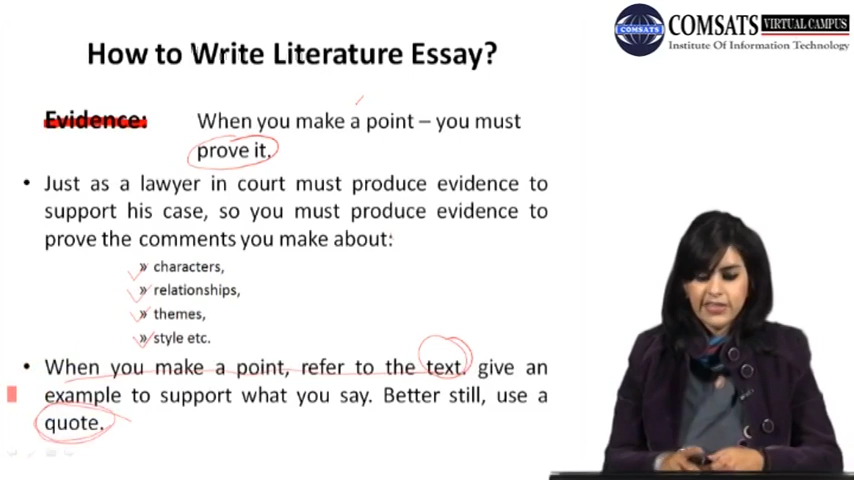 COMSATS VIRTUAL CAMPUS
COMSATS
Institute Of Information Technology
How to Write Literature Essay?
Evidence: When you make a point – you must
prove it.
• Just as a lawyer in court must produce evidence to
support his case, so you must produce evidence to
prove the comments you make about:
» characters,
» relationships,
» themes,
» style etc.
• When you make a point, refer to the text. give an
example to support what you say. Better still, use a
quote.